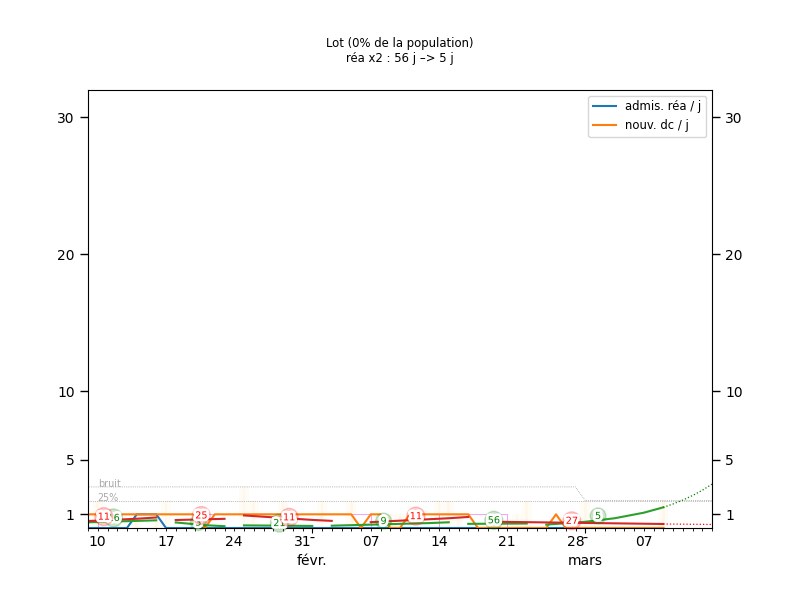 Lot (0% de la population)
réa x2 : 56 j –> 5 j
admis. réa / j
nouv. dc / j
30 30
20 20
10 10
5 5
bruit
25%
1 1
11 6 25 11 9 11 56 27 5
10 17 24 31 07 14 21 28 07
févr. mars